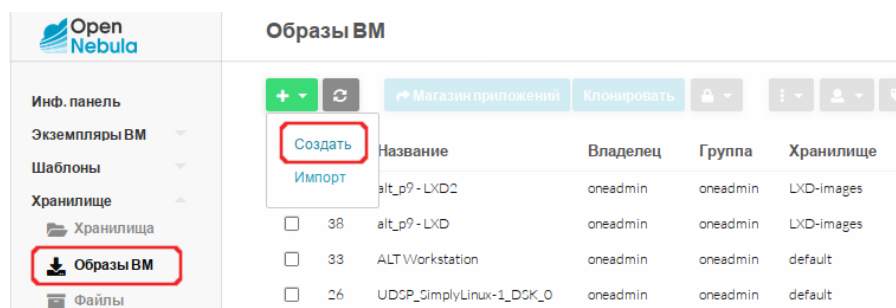 Open
Nebula
Образы ВМ
Инф. панель
Экземпляры ВМ
Шаблоны
Хранилище
Хранилища
Образы ВМ
Файлы
Магазин приложений Клонировать
Создать
Импорт
Название Владелец Группа Хранилище
alt_p9 - LXD2 oneadmin oneadmin LXD-images
38 alt_p9 - LXD oneadmin oneadmin LXD-images
33 ALT Workstation oneadmin oneadmin default
26 UDSP_SimplyLinux-1_DSK_0 oneadmin oneadmin default